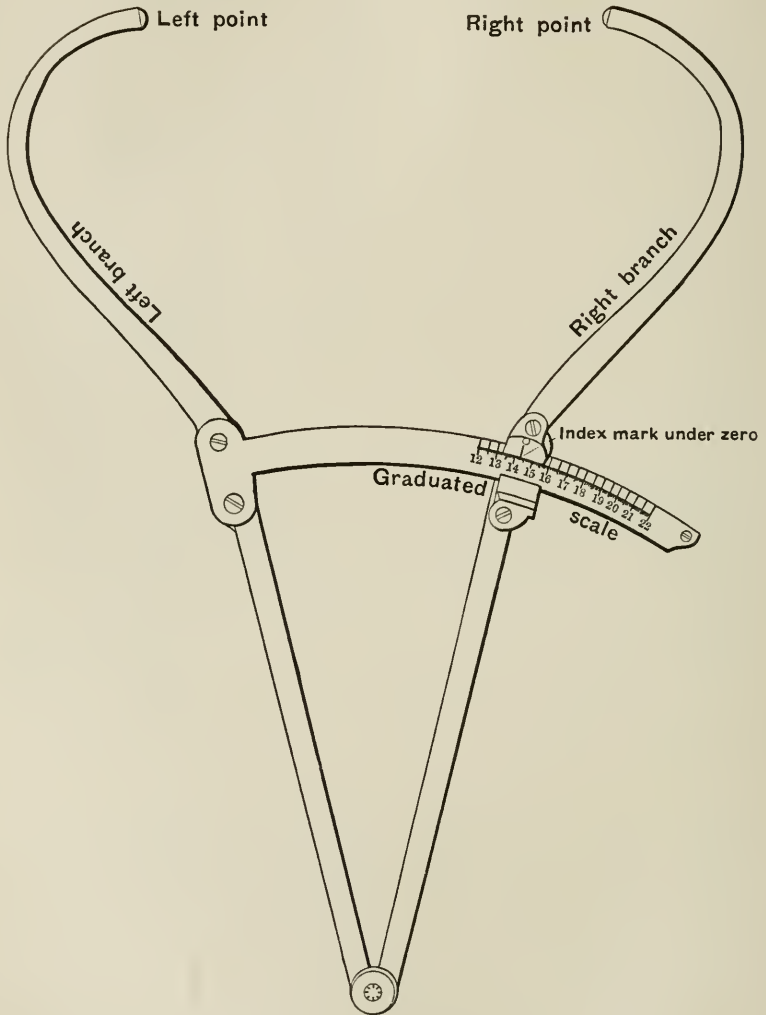 Left point
Right point
Left branch
Right branch
Index mark under zero
0
12 13 14 15 16 17 18 19 20 21 22
Graduated scale